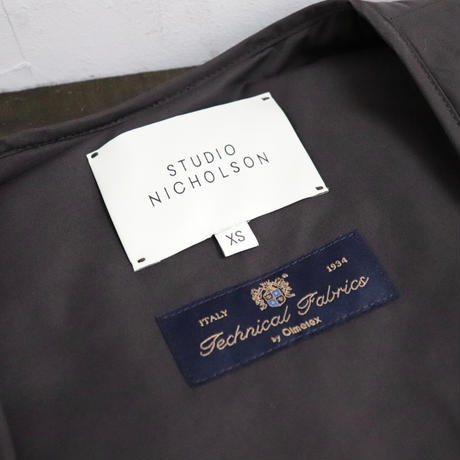 STUDIO
NICHOLSON
XS
ITALY 1934
Technical Fabrics
by Olmetex